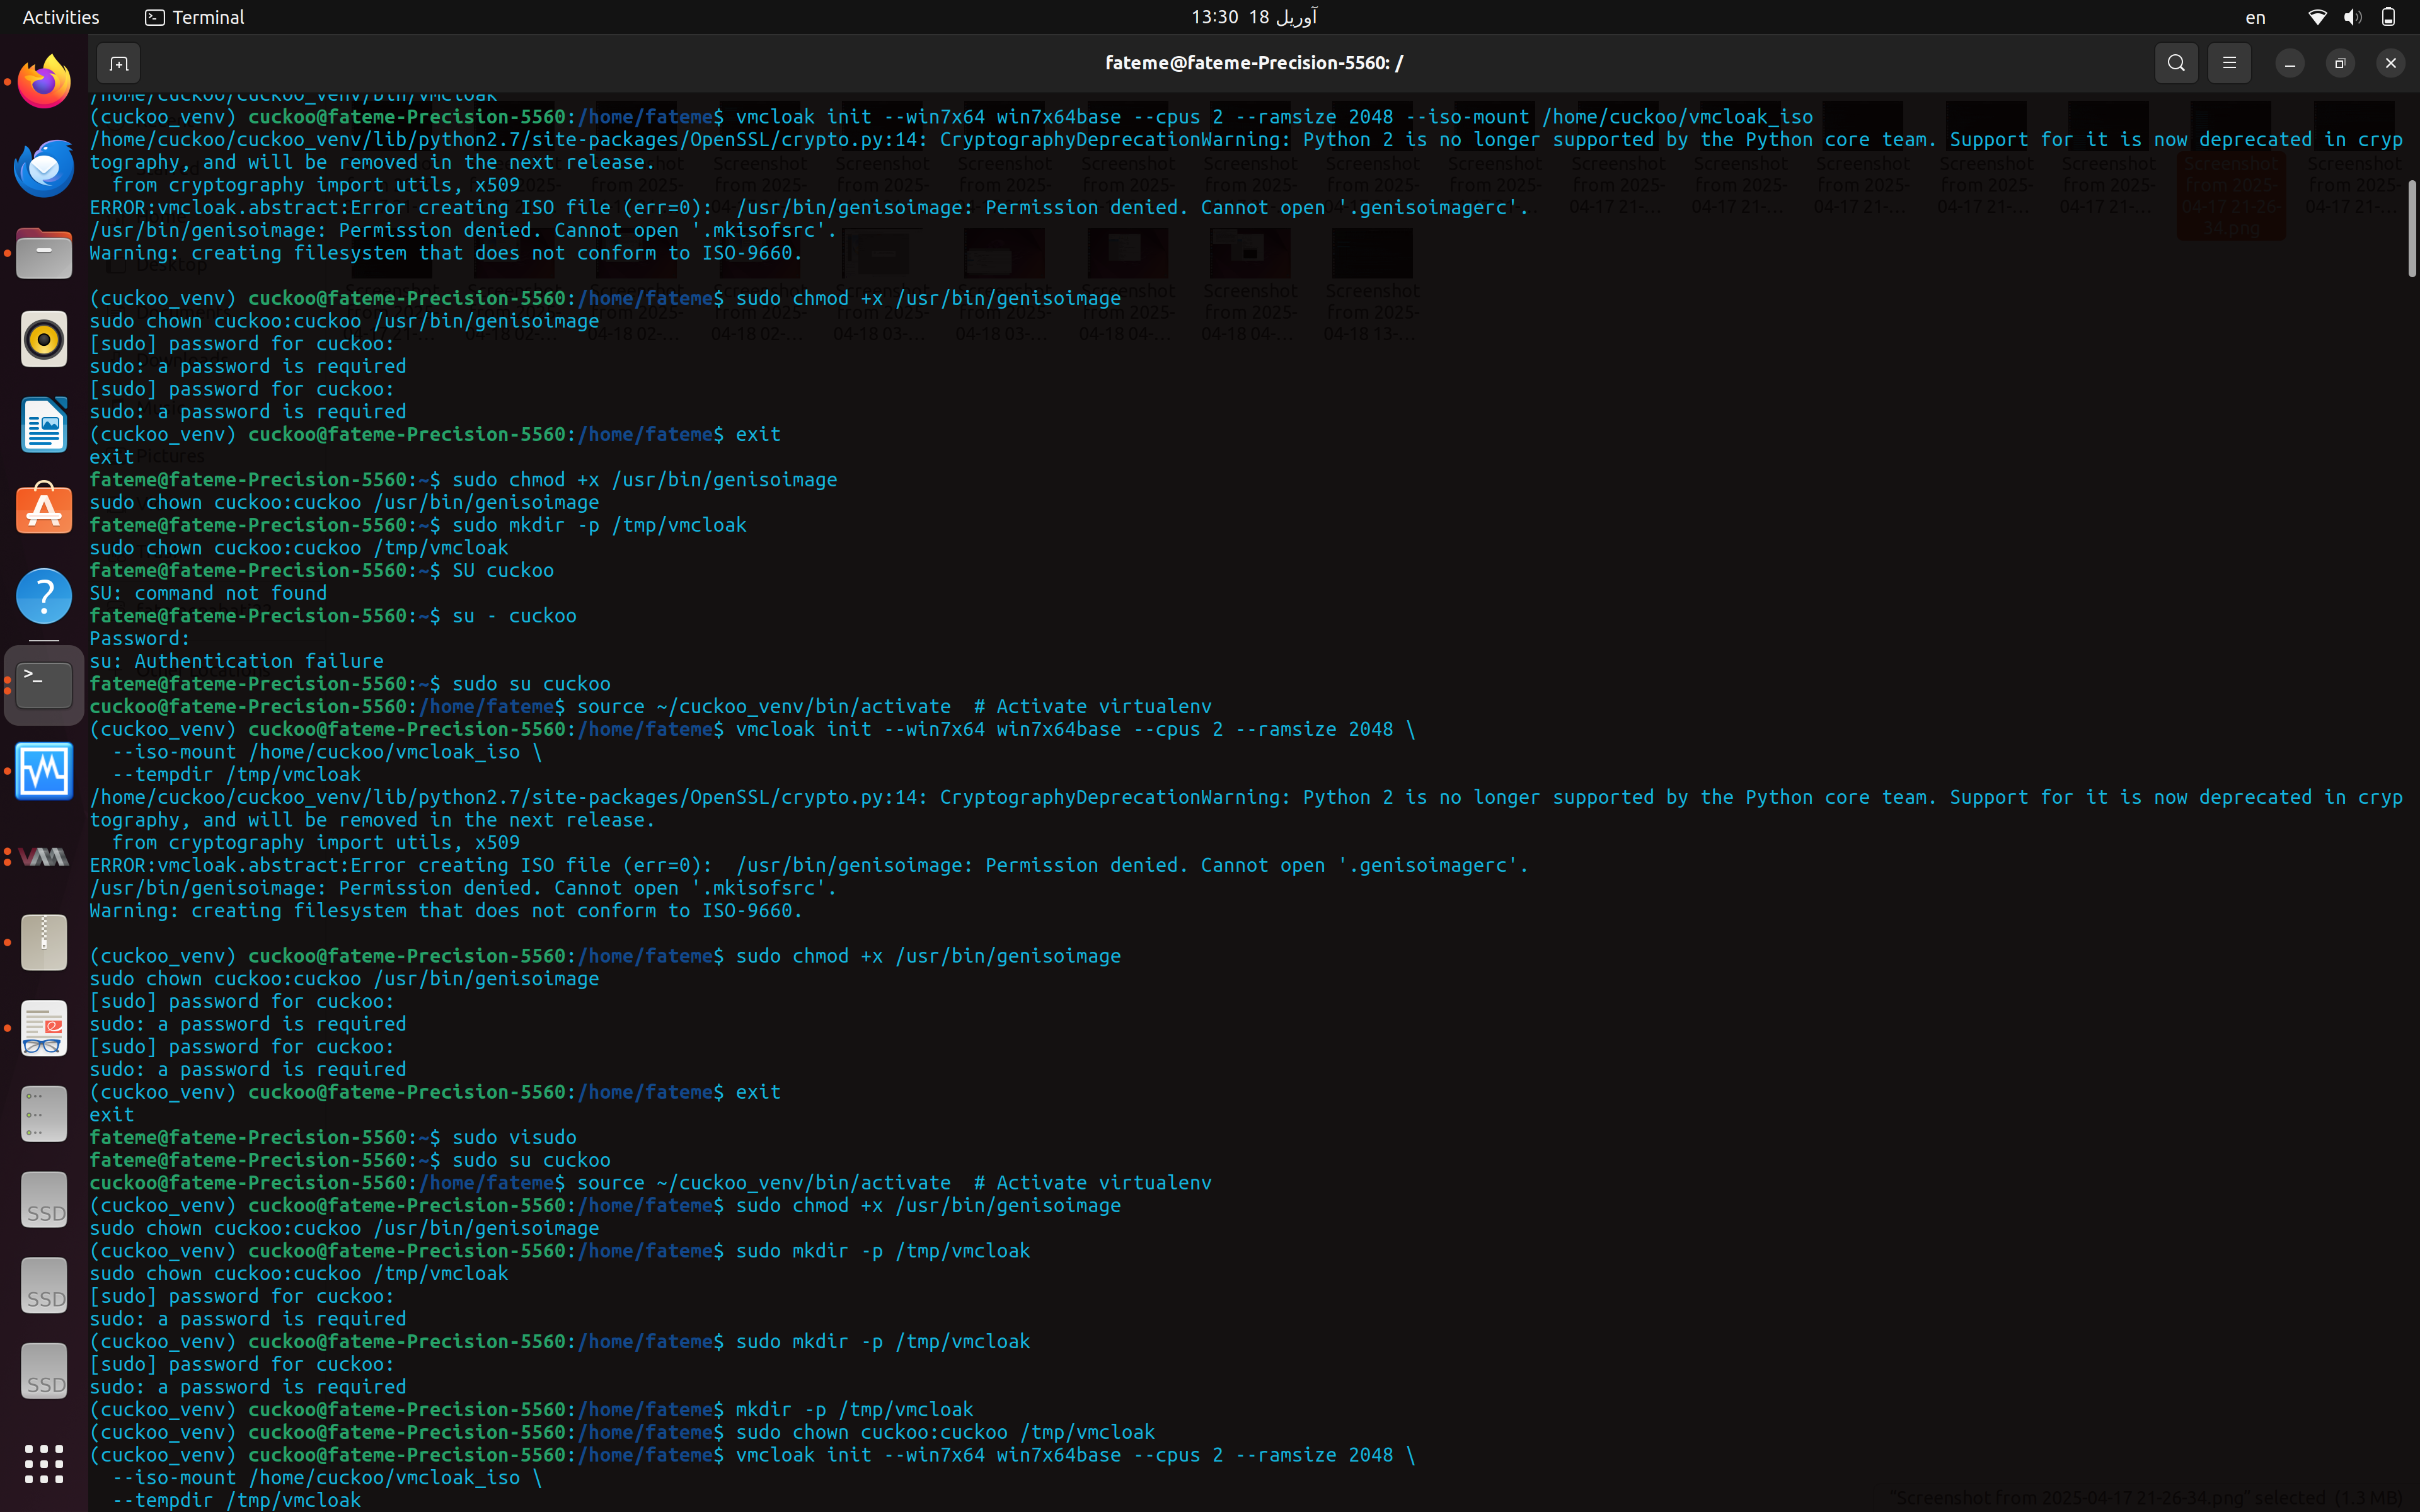 Activities
Terminal
13:30 18 آوریل
en
fateme@fateme-Precision-5560: /
/home/cuckoo/cuckoo_venv/bin/vmcloak
(cuckoo_venv) cuckoo@fateme-Precision-5560:/home/fateme$ vmcloak init --win7x64 win7x64base --cpus 2 --ramsize 2048 --iso-mount /home/cuckoo/vmcloak_iso
/home/cuckoo/cuckoo_venv/lib/python2.7/site-packages/OpenSSL/crypto.py:14: CryptographyDeprecationWarning: Python 2 is no longer supported by the Python core team. Support for it is now deprecated in cryp
tography, and will be removed in the next release.
  from cryptography import utils, x509
ERROR:vmcloak.abstract:Error creating ISO file (err=0):  /usr/bin/genisoimage: Permission denied. Cannot open '.genisoimagerc'.
/usr/bin/genisoimage: Permission denied. Cannot open '.mkisofsrc'.
Warning: creating filesystem that does not conform to ISO-9660.
(cuckoo_venv) cuckoo@fateme-Precision-5560:/home/fateme$ sudo chmod +x /usr/bin/genisoimage
sudo chown cuckoo:cuckoo /usr/bin/genisoimage
[sudo] password for cuckoo:
sudo: a password is required
[sudo] password for cuckoo:
sudo: a password is required
(cuckoo_venv) cuckoo@fateme-Precision-5560:/home/fateme$ exit
exit
fateme@fateme-Precision-5560:~$ sudo chmod +x /usr/bin/genisoimage
sudo chown cuckoo:cuckoo /usr/bin/genisoimage
fateme@fateme-Precision-5560:~$ sudo mkdir -p /tmp/vmcloak
sudo chown cuckoo:cuckoo /tmp/vmcloak
fateme@fateme-Precision-5560:~$ SU cuckoo
SU: command not found
fateme@fateme-Precision-5560:~$ su - cuckoo
Password:
su: Authentication failure
fateme@fateme-Precision-5560:~$ sudo su cuckoo
cuckoo@fateme-Precision-5560:/home/fateme$ source ~/cuckoo_venv/bin/activate  # Activate virtualenv
(cuckoo_venv) cuckoo@fateme-Precision-5560:/home/fateme$ vmcloak init --win7x64 win7x64base --cpus 2 --ramsize 2048 \
  --iso-mount /home/cuckoo/vmcloak_iso \
  --tempdir /tmp/vmcloak
/home/cuckoo/cuckoo_venv/lib/python2.7/site-packages/OpenSSL/crypto.py:14: CryptographyDeprecationWarning: Python 2 is no longer supported by the Python core team. Support for it is now deprecated in cryp
tography, and will be removed in the next release.
  from cryptography import utils, x509
ERROR:vmcloak.abstract:Error creating ISO file (err=0):  /usr/bin/genisoimage: Permission denied. Cannot open '.genisoimagerc'.
/usr/bin/genisoimage: Permission denied. Cannot open '.mkisofsrc'.
Warning: creating filesystem that does not conform to ISO-9660.
(cuckoo_venv) cuckoo@fateme-Precision-5560:/home/fateme$ sudo chmod +x /usr/bin/genisoimage
sudo chown cuckoo:cuckoo /usr/bin/genisoimage
[sudo] password for cuckoo:
sudo: a password is required
[sudo] password for cuckoo:
sudo: a password is required
(cuckoo_venv) cuckoo@fateme-Precision-5560:/home/fateme$ exit
exit
fateme@fateme-Precision-5560:~$ sudo visudo
fateme@fateme-Precision-5560:~$ sudo su cuckoo
cuckoo@fateme-Precision-5560:/home/fateme$ source ~/cuckoo_venv/bin/activate  # Activate virtualenv
(cuckoo_venv) cuckoo@fateme-Precision-5560:/home/fateme$ sudo chmod +x /usr/bin/genisoimage
sudo chown cuckoo:cuckoo /usr/bin/genisoimage
(cuckoo_venv) cuckoo@fateme-Precision-5560:/home/fateme$ sudo mkdir -p /tmp/vmcloak
sudo chown cuckoo:cuckoo /tmp/vmcloak
[sudo] password for cuckoo:
sudo: a password is required
(cuckoo_venv) cuckoo@fateme-Precision-5560:/home/fateme$ sudo mkdir -p /tmp/vmcloak
[sudo] password for cuckoo:
sudo: a password is required
(cuckoo_venv) cuckoo@fateme-Precision-5560:/home/fateme$ mkdir -p /tmp/vmcloak
(cuckoo_venv) cuckoo@fateme-Precision-5560:/home/fateme$ sudo chown cuckoo:cuckoo /tmp/vmcloak
(cuckoo_venv) cuckoo@fateme-Precision-5560:/home/fateme$ vmcloak init --win7x64 win7x64base --cpus 2 --ramsize 2048 \
  --iso-mount /home/cuckoo/vmcloak_iso \
  --tempdir /tmp/vmcloak
SSD
SSD
SSD
"Screenshot from 2025-04-17 21-26-34.png" selected (1.3 MB)